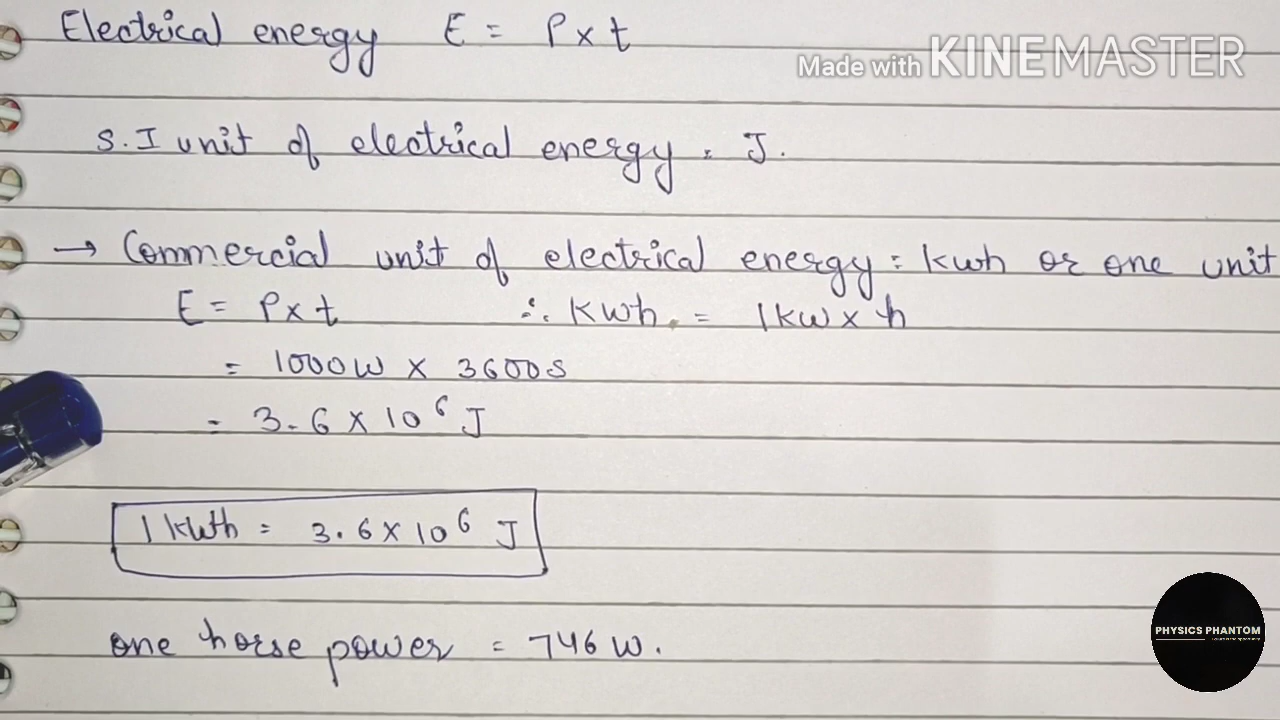 Electrical energy E = P x t
Made with KINEMASTER
S.I unit of electrical energy = J.
→ Commercial unit of electrical energy = kwh or one unit
E = P x t ∴ kwh = 1kw x h
= 1000w x 3600s
= 3.6 x 10⁶ J
1 kwh = 3.6 x 10⁶ J
one horse power = 746 w.
PHYSICS PHANTOM